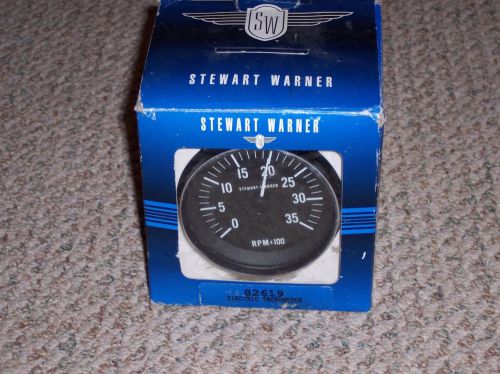 SW
STEWART WARNER
STEWART WARNER
0 5 10 15 20 25 30 35
STEWART-WARNER
RPM x 100
82619
ELECTRIC TACHOMETER